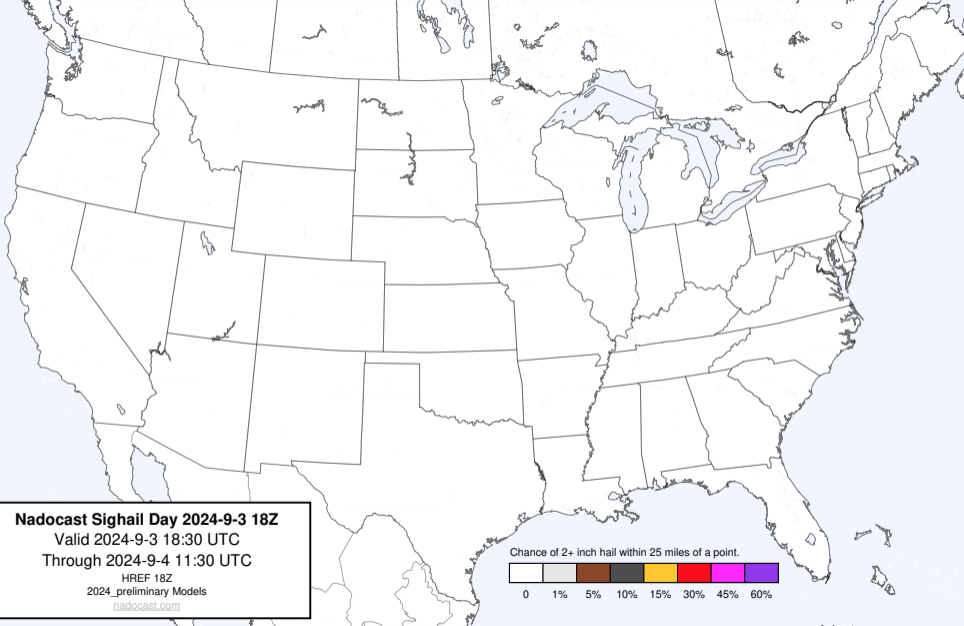 Nadocast Sighail Day 2024-9-3 18Z
Valid 2024-9-3 18:30 UTC
Through 2024-9-4 11:30 UTC
HREF 18Z
2024_preliminary Models
nadocast.com
Chance of 2+ inch hail within 25 miles of a point.
0 1% 5% 10% 15% 30% 45% 60%